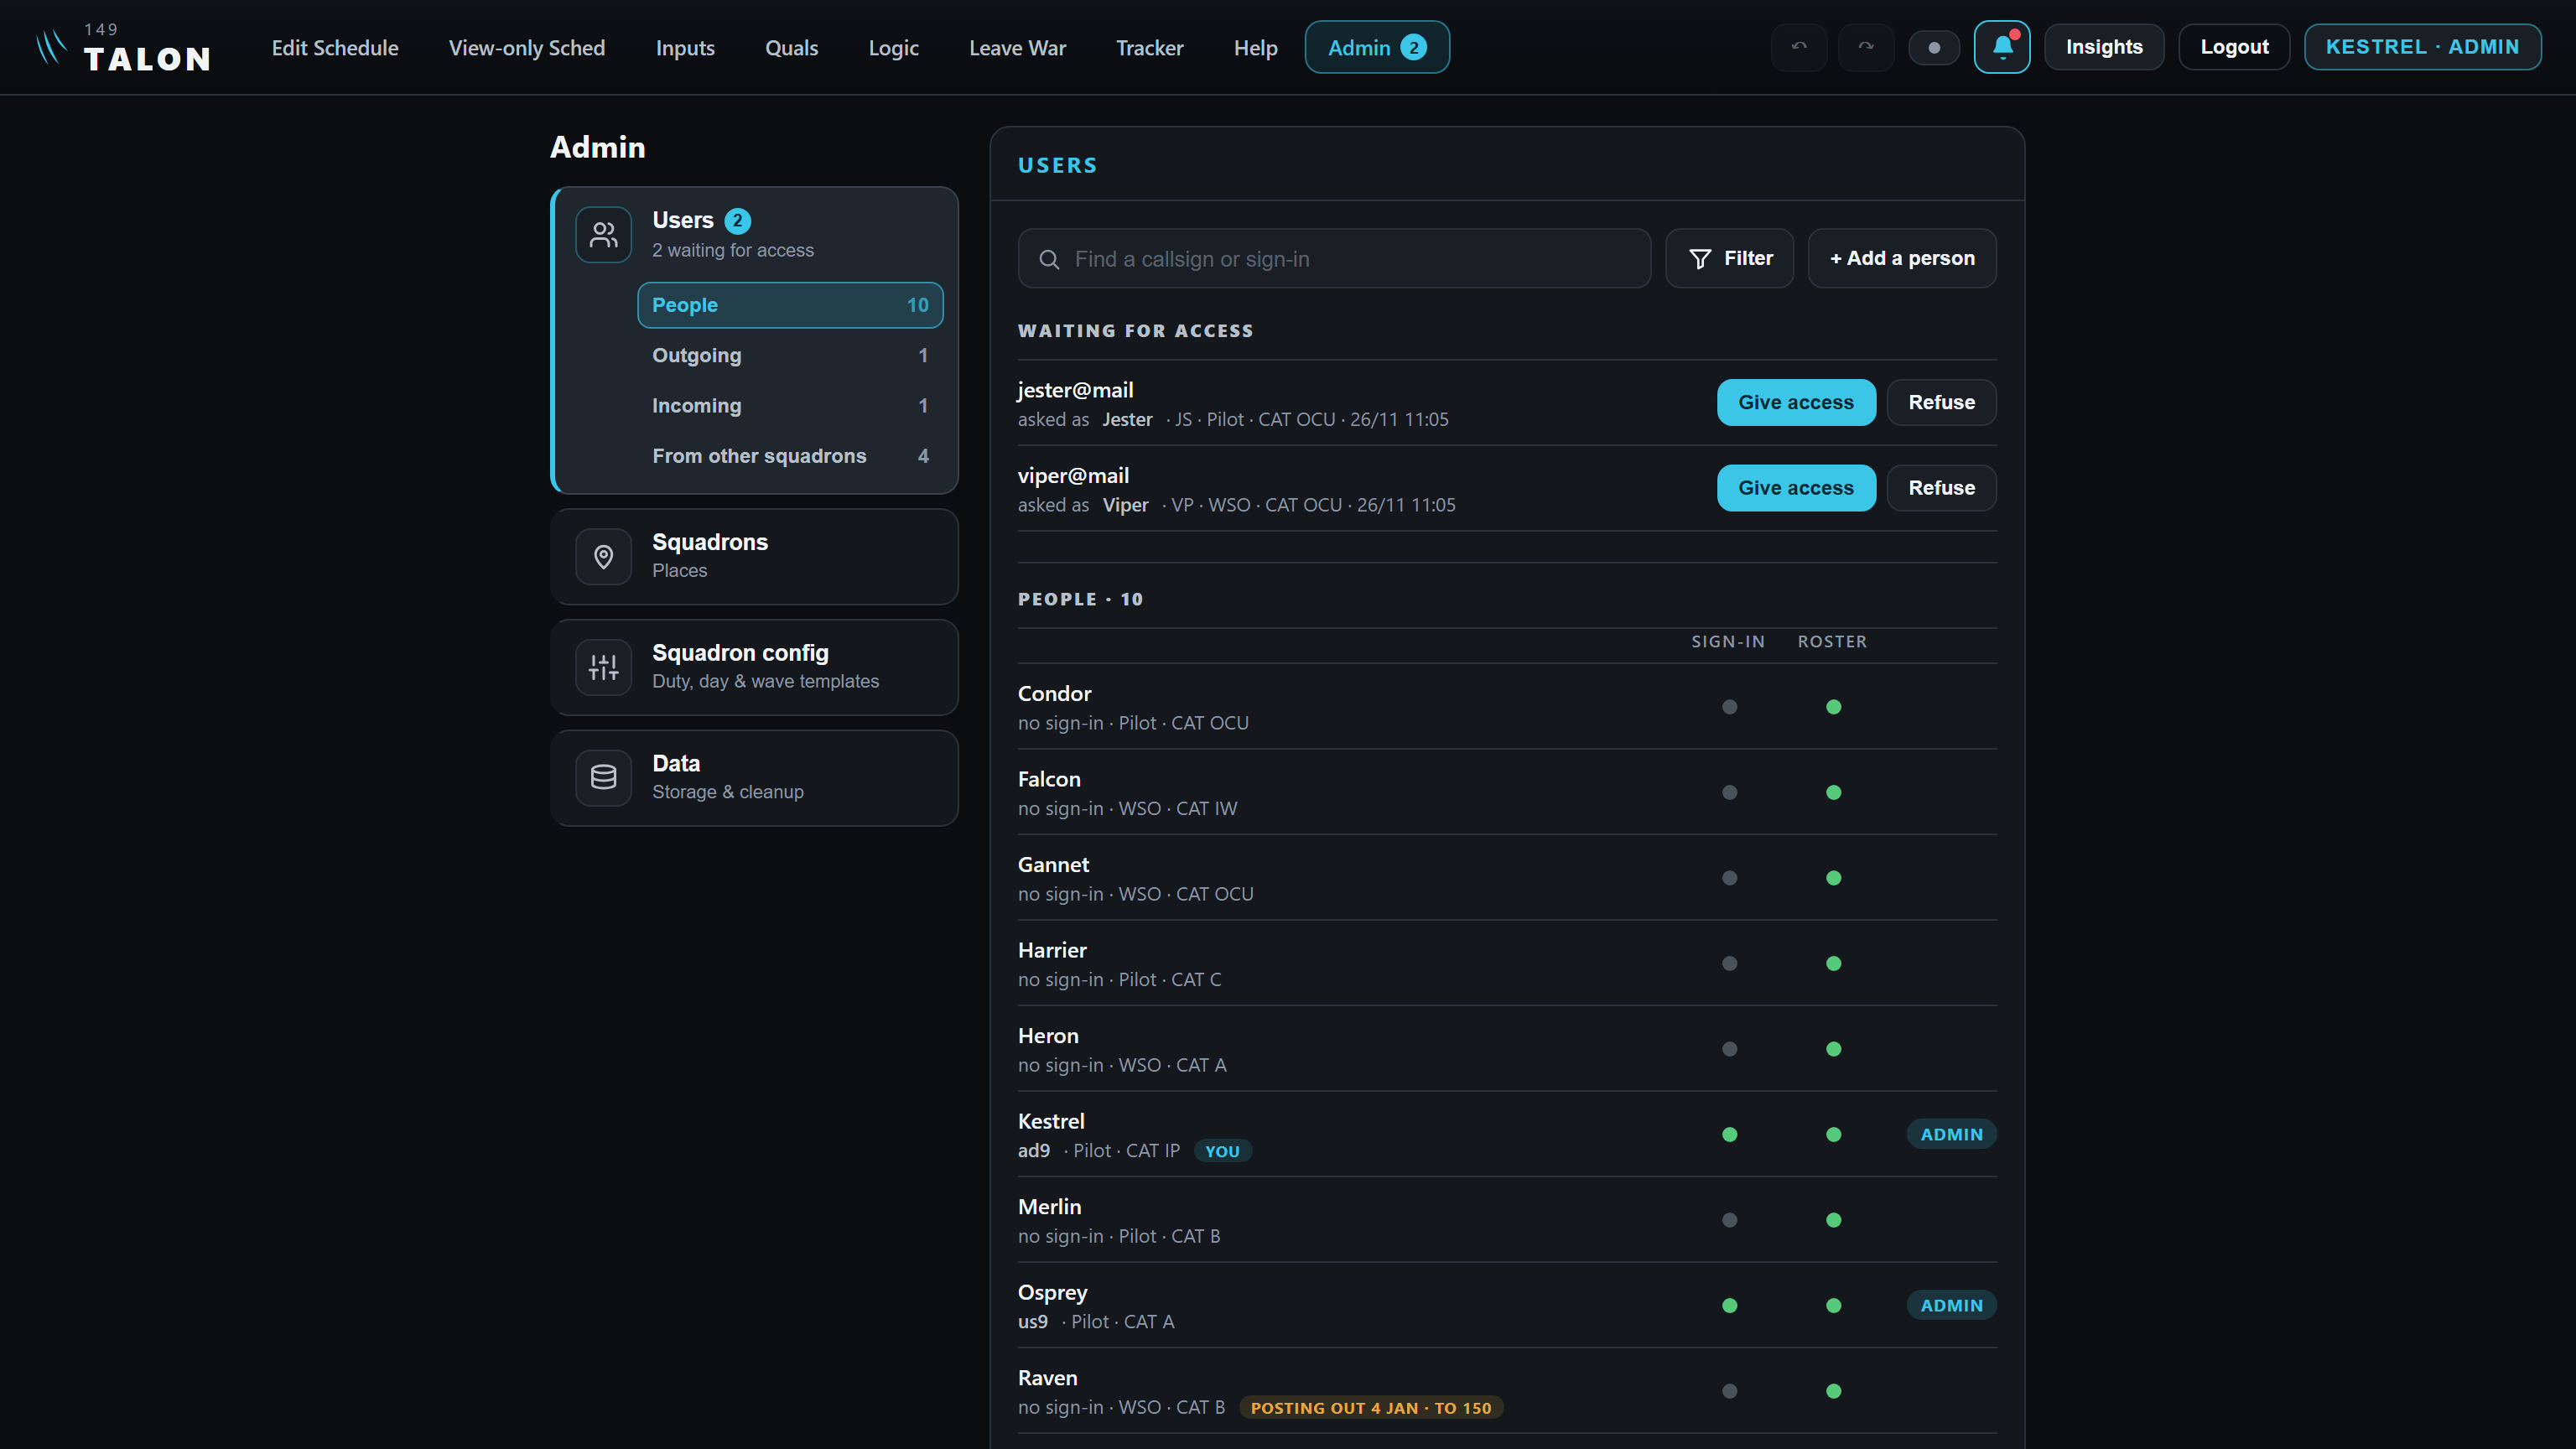 149
TALON
Edit Schedule
View-only Sched
Inputs
Quals
Logic
Leave War
Tracker
Help
Admin 2
Insights
Logout
KESTREL · ADMIN
Admin
Users 2
2 waiting for access
People 10
Outgoing 1
Incoming 1
From other squadrons 4
Squadrons
Places
Squadron config
Duty, day & wave templates
Data
Storage & cleanup
USERS
Find a callsign or sign-in
Filter
+ Add a person
WAITING FOR ACCESS
jester@mail
asked as Jester · JS · Pilot · CAT OCU · 26/11 11:05
Give access
Refuse
viper@mail
asked as Viper · VP · WSO · CAT OCU · 26/11 11:05
Give access
Refuse
PEOPLE · 10
SIGN-IN ROSTER
Condor
no sign-in · Pilot · CAT OCU
Falcon
no sign-in · WSO · CAT IW
Gannet
no sign-in · WSO · CAT OCU
Harrier
no sign-in · Pilot · CAT C
Heron
no sign-in · WSO · CAT A
Kestrel
ad9 · Pilot · CAT IP YOU
ADMIN
Merlin
no sign-in · Pilot · CAT B
Osprey
us9 · Pilot · CAT A
ADMIN
Raven
no sign-in · WSO · CAT B POSTING OUT 4 JAN · TO 150